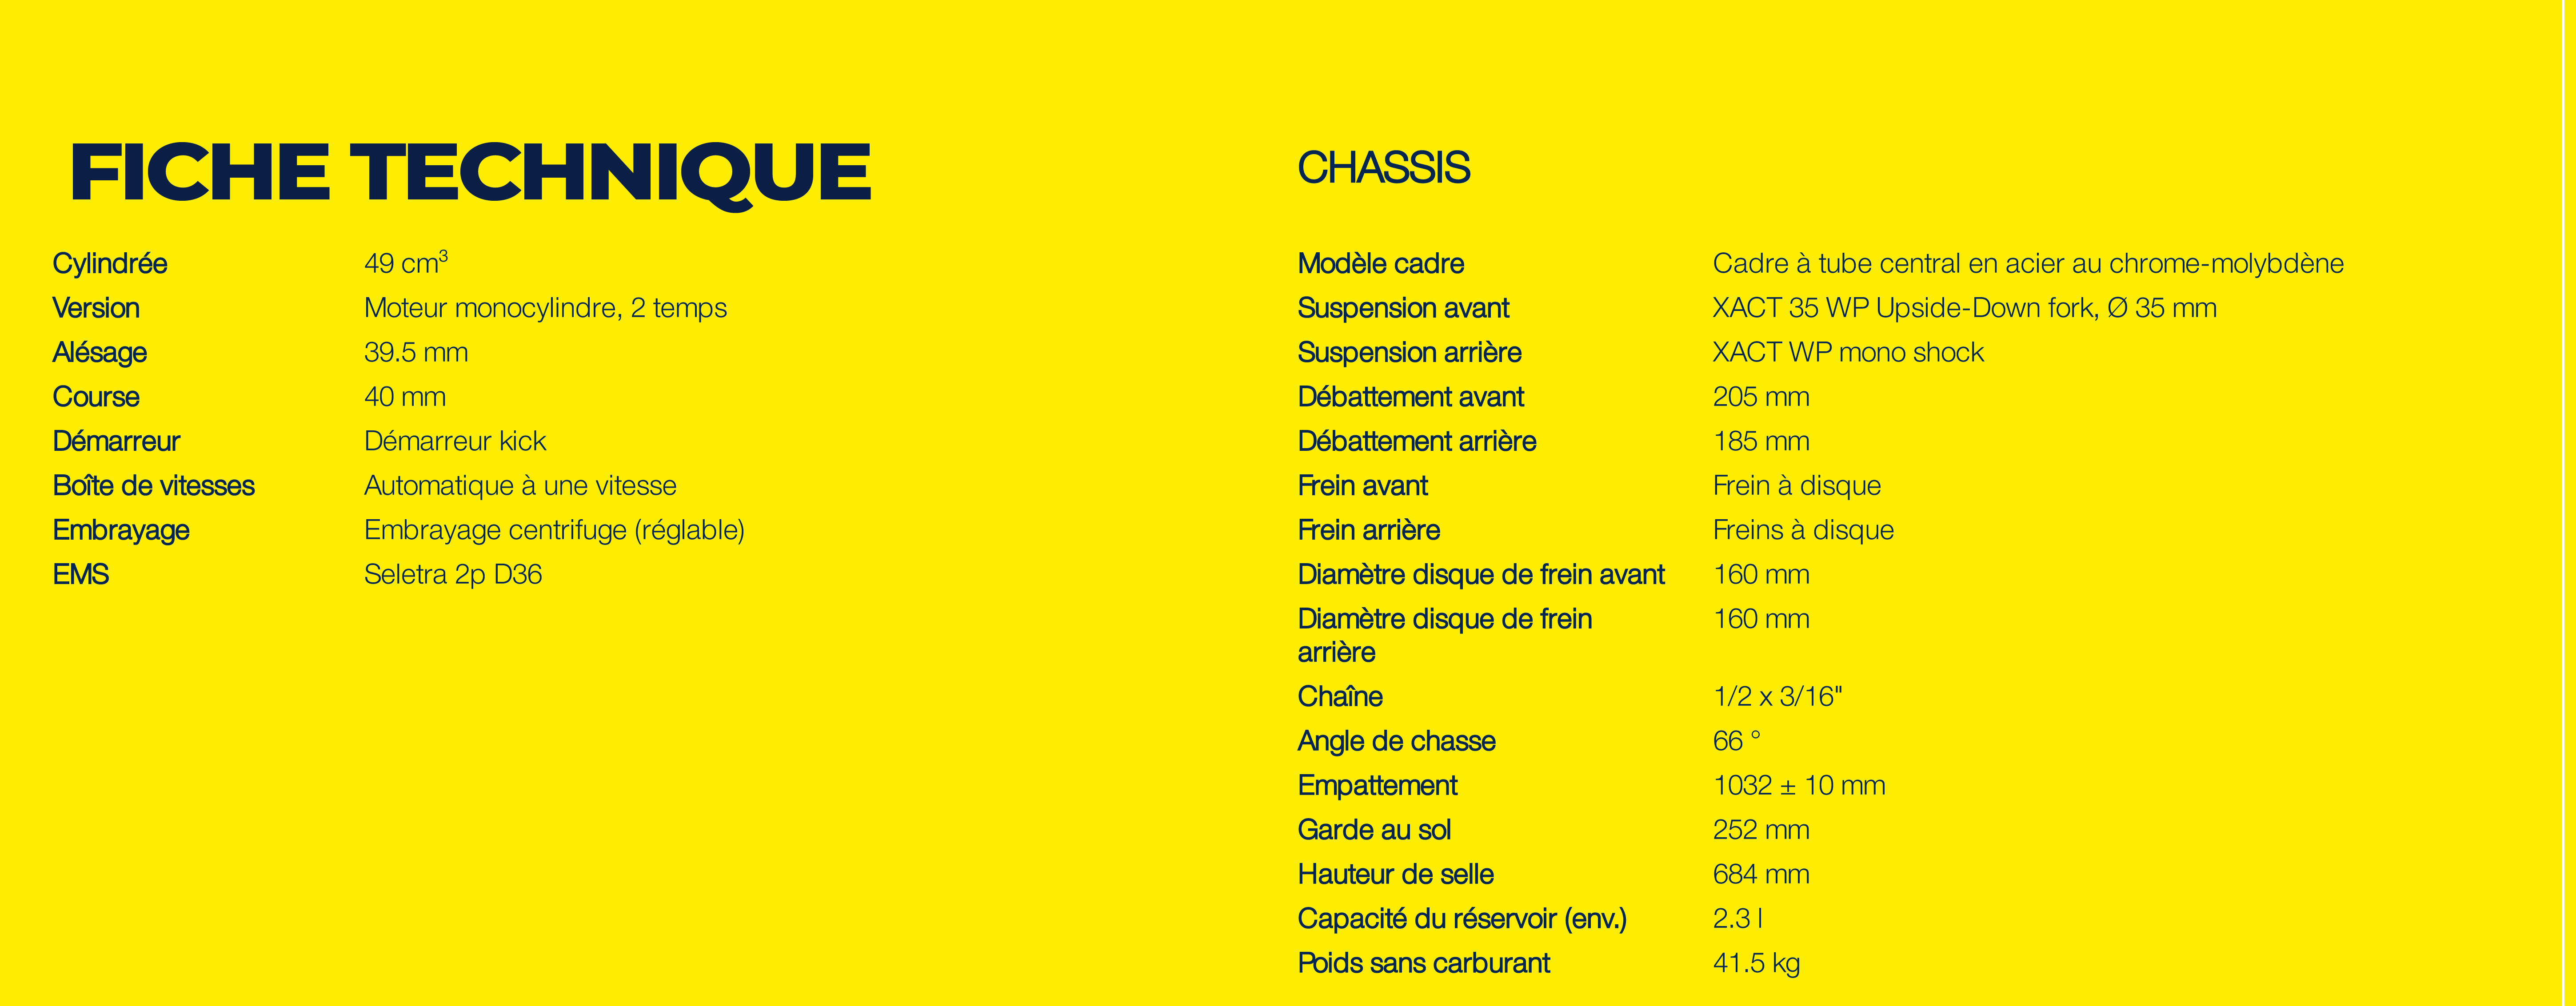 FICHE TECHNIQUE
Cylindrée 49 cm³
Version Moteur monocylindre, 2 temps
Alésage 39.5 mm
Course 40 mm
Démarreur Démarreur kick
Boîte de vitesses Automatique à une vitesse
Embrayage Embrayage centrifuge (réglable)
EMS Seletra 2p D36
CHASSIS
Modèle cadre Cadre à tube central en acier au chrome-molybdène
Suspension avant XACT 35 WP Upside-Down fork, Ø 35 mm
Suspension arrière XACT WP mono shock
Débattement avant 205 mm
Débattement arrière 185 mm
Frein avant Frein à disque
Frein arrière Freins à disque
Diamètre disque de frein avant 160 mm
Diamètre disque de frein 160 mm
arrière
Chaîne 1/2 x 3/16"
Angle de chasse 66 °
Empattement 1032 ± 10 mm
Garde au sol 252 mm
Hauteur de selle 684 mm
Capacité du réservoir (env.) 2.3 l
Poids sans carburant 41.5 kg